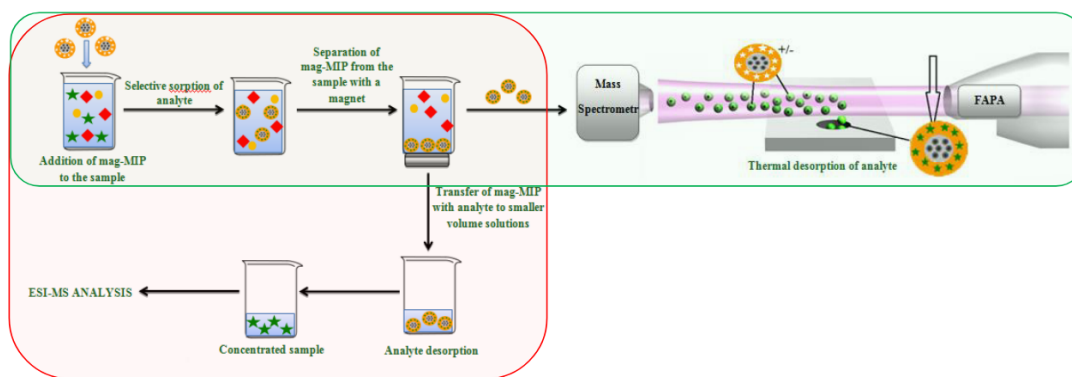 Addition of mag-MIP
to the sample
Selective sorption of
analyte
Separation of
mag-MIP from the
sample with a
magnet
Mass
Spectrometr
+/-
FAPA
Thermal desorption of analyte
Transfer of mag-MIP
with analyte to smaller
volume solutions
Analyte desorption
Concentrated sample
ESI-MS ANALYSIS